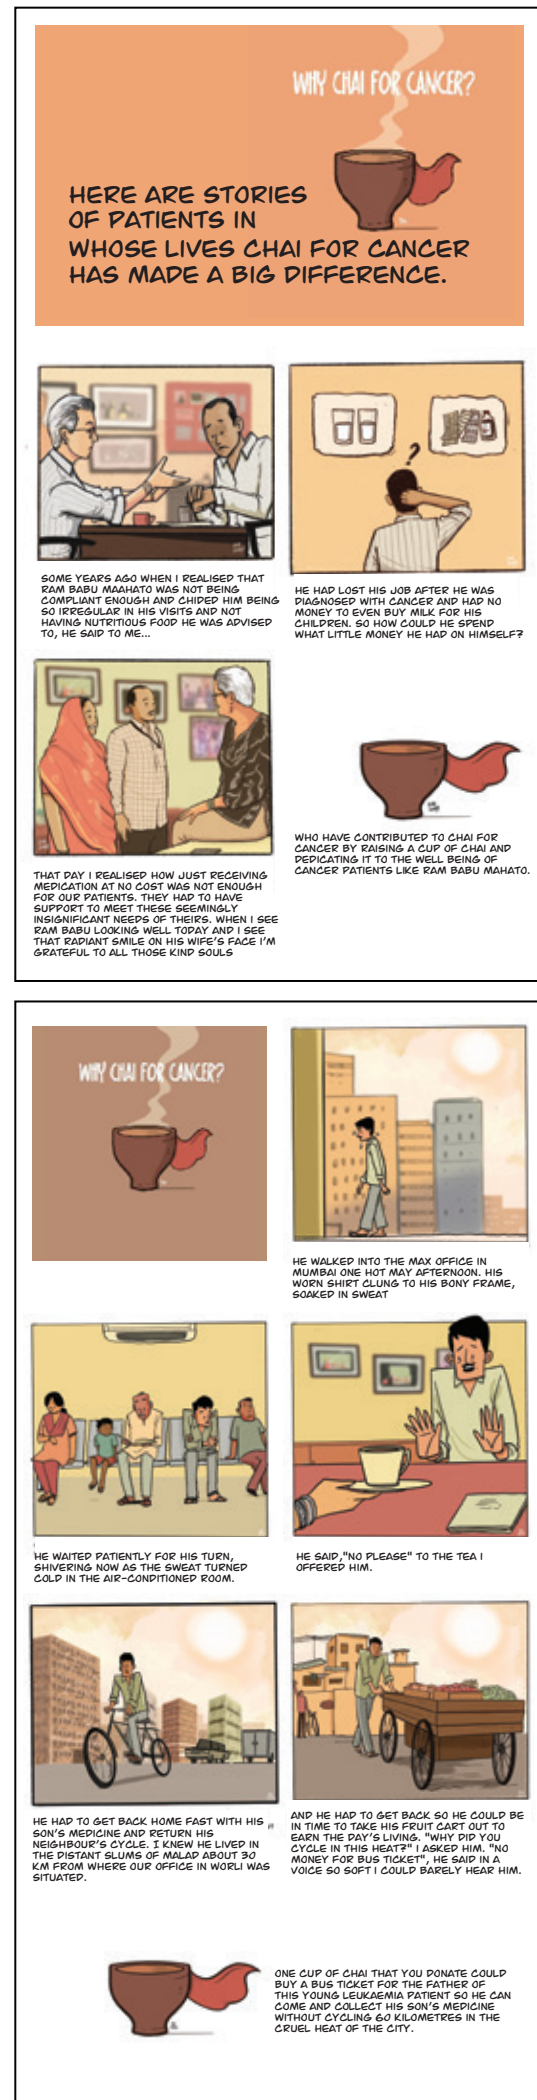 WHY CHAI FOR CANCER?
HERE ARE STORIES
OF PATIENTS IN
WHOSE LIVES CHAI FOR CANCER
HAS MADE A BIG DIFFERENCE.
SOME YEARS AGO WHEN I REALISED THAT
RAM BABU MAAHATO WAS NOT BEING
COMPLIANT ENOUGH AND CHIDED HIM BEING
SO IRREGULAR IN HIS VISITS AND NOT
HAVING NUTRITIOUS FOOD HE WAS ADVISED
TO, HE SAID TO ME...
HE HAD LOST HIS JOB AFTER HE WAS
DIAGNOSED WITH CANCER AND HAD NO
MONEY TO EVEN BUY MILK FOR HIS
CHILDREN. SO HOW COULD HE SPEND
WHAT LITTLE MONEY HE HAD ON HIMSELF?
?
THAT DAY I REALISED HOW JUST RECEIVING
MEDICATION AT NO COST WAS NOT ENOUGH
FOR OUR PATIENTS. THEY HAD TO HAVE
SUPPORT TO MEET THESE SEEMINGLY
INSIGNIFICANT NEEDS OF THEIRS. WHEN I SEE
RAM BABU LOOKING WELL TODAY AND I SEE
THAT RADIANT SMILE ON HIS WIFE'S FACE I'M
GRATEFUL TO ALL THOSE KIND SOULS
WHO HAVE CONTRIBUTED TO CHAI FOR
CANCER BY RAISING A CUP OF CHAI AND
DEDICATING IT TO THE WELL BEING OF
CANCER PATIENTS LIKE RAM BABU MAHATO.
WHY CHAI FOR CANCER?
HE WALKED INTO THE MAX OFFICE IN
MUMBAI ONE HOT MAY AFTERNOON. HIS
WORN SHIRT CLUNG TO HIS BONY FRAME,
SOAKED IN SWEAT
HE WAITED PATIENTLY FOR HIS TURN,
SHIVERING NOW AS THE SWEAT TURNED
COLD IN THE AIR-CONDITIONED ROOM.
HE SAID,"NO PLEASE" TO THE TEA I
OFFERED HIM.
HE HAD TO GET BACK HOME FAST WITH HIS
SON'S MEDICINE AND RETURN HIS
NEIGHBOUR'S CYCLE. I KNEW HE LIVED IN
THE DISTANT SLUMS OF MALAD ABOUT 30
KM FROM WHERE OUR OFFICE IN WORLI WAS
SITUATED.
AND HE HAD TO GET BACK SO HE COULD BE
IN TIME TO TAKE HIS FRUIT CART OUT TO
EARN THE DAY'S LIVING. "WHY DID YOU
CYCLE IN THIS HEAT?" I ASKED HIM. "NO
MONEY FOR BUS TICKET", HE SAID IN A
VOICE SO SOFT I COULD BARELY HEAR HIM.
ONE CUP OF CHAI THAT YOU DONATE COULD
BUY A BUS TICKET FOR THE FATHER OF
THIS YOUNG LEUKAEMIA PATIENT SO HE CAN
COME AND COLLECT HIS SON'S MEDICINE
WITHOUT CYCLING 60 KILOMETRES IN THE
CRUEL HEAT OF THE CITY.